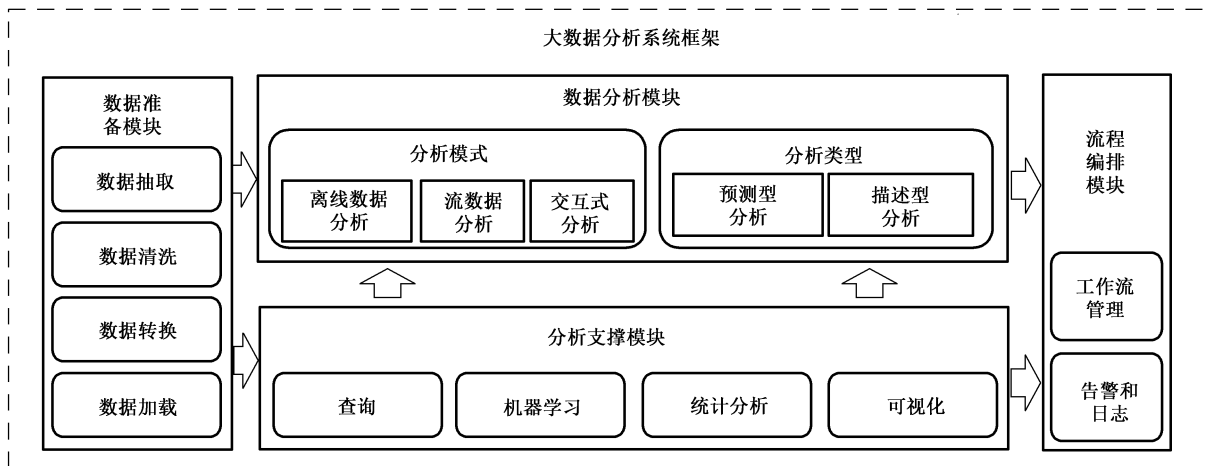 大数据分析系统框架
数据准
备模块
数据抽取
数据清洗
数据转换
数据加载
数据分析模块
分析模式
离线数据
分析
流数据
分析
交互式
分析
分析类型
预测型
分析
描述型
分析
分析支撑模块
查询
机器学习
统计分析
可视化
流程
编排
模块
工作流
管理
告警和
日志